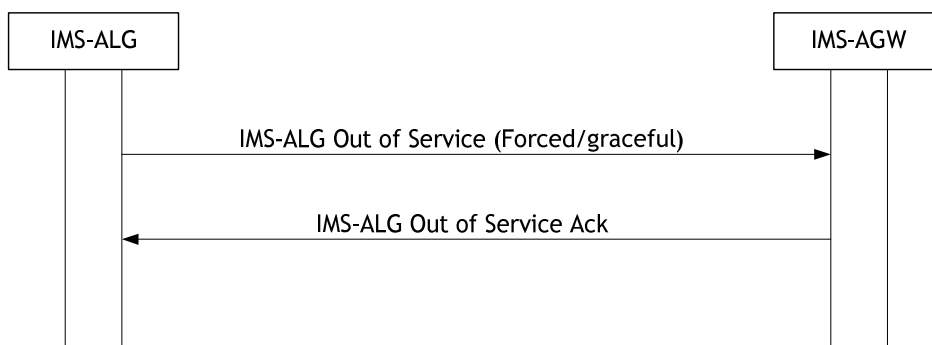 IMS-ALG
IMS-AGW
IMS-ALG Out of Service (Forced/graceful)
IMS-ALG Out of Service Ack